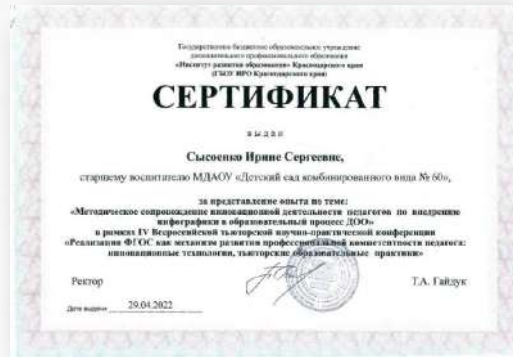 Государственное бюджетное образовательное учреждение
дополнительного профессионального образования
«Институт развития образования» Краснодарского края
(ГБОУ ИРО Краснодарского края)
СЕРТИФИКАТ
выдан
Сысоенко Ирине Сергеевне,
старшему воспитателю МДАОУ «Детский сад комбинированного вида № 60»,
за представление опыта по теме:
«Методическое сопровождение инновационной деятельности педагогов по внедрению
инфографики в образовательный процесс ДОО»
в рамках IV Всероссийской тьюторской научно-практической конференции
«Реализация ФГОС как механизм развития профессиональной компетентности педагога:
инновационные технологии, тьюторские образовательные практики»
Ректор Т.А. Гайдук
Дата выдачи 29.04.2022